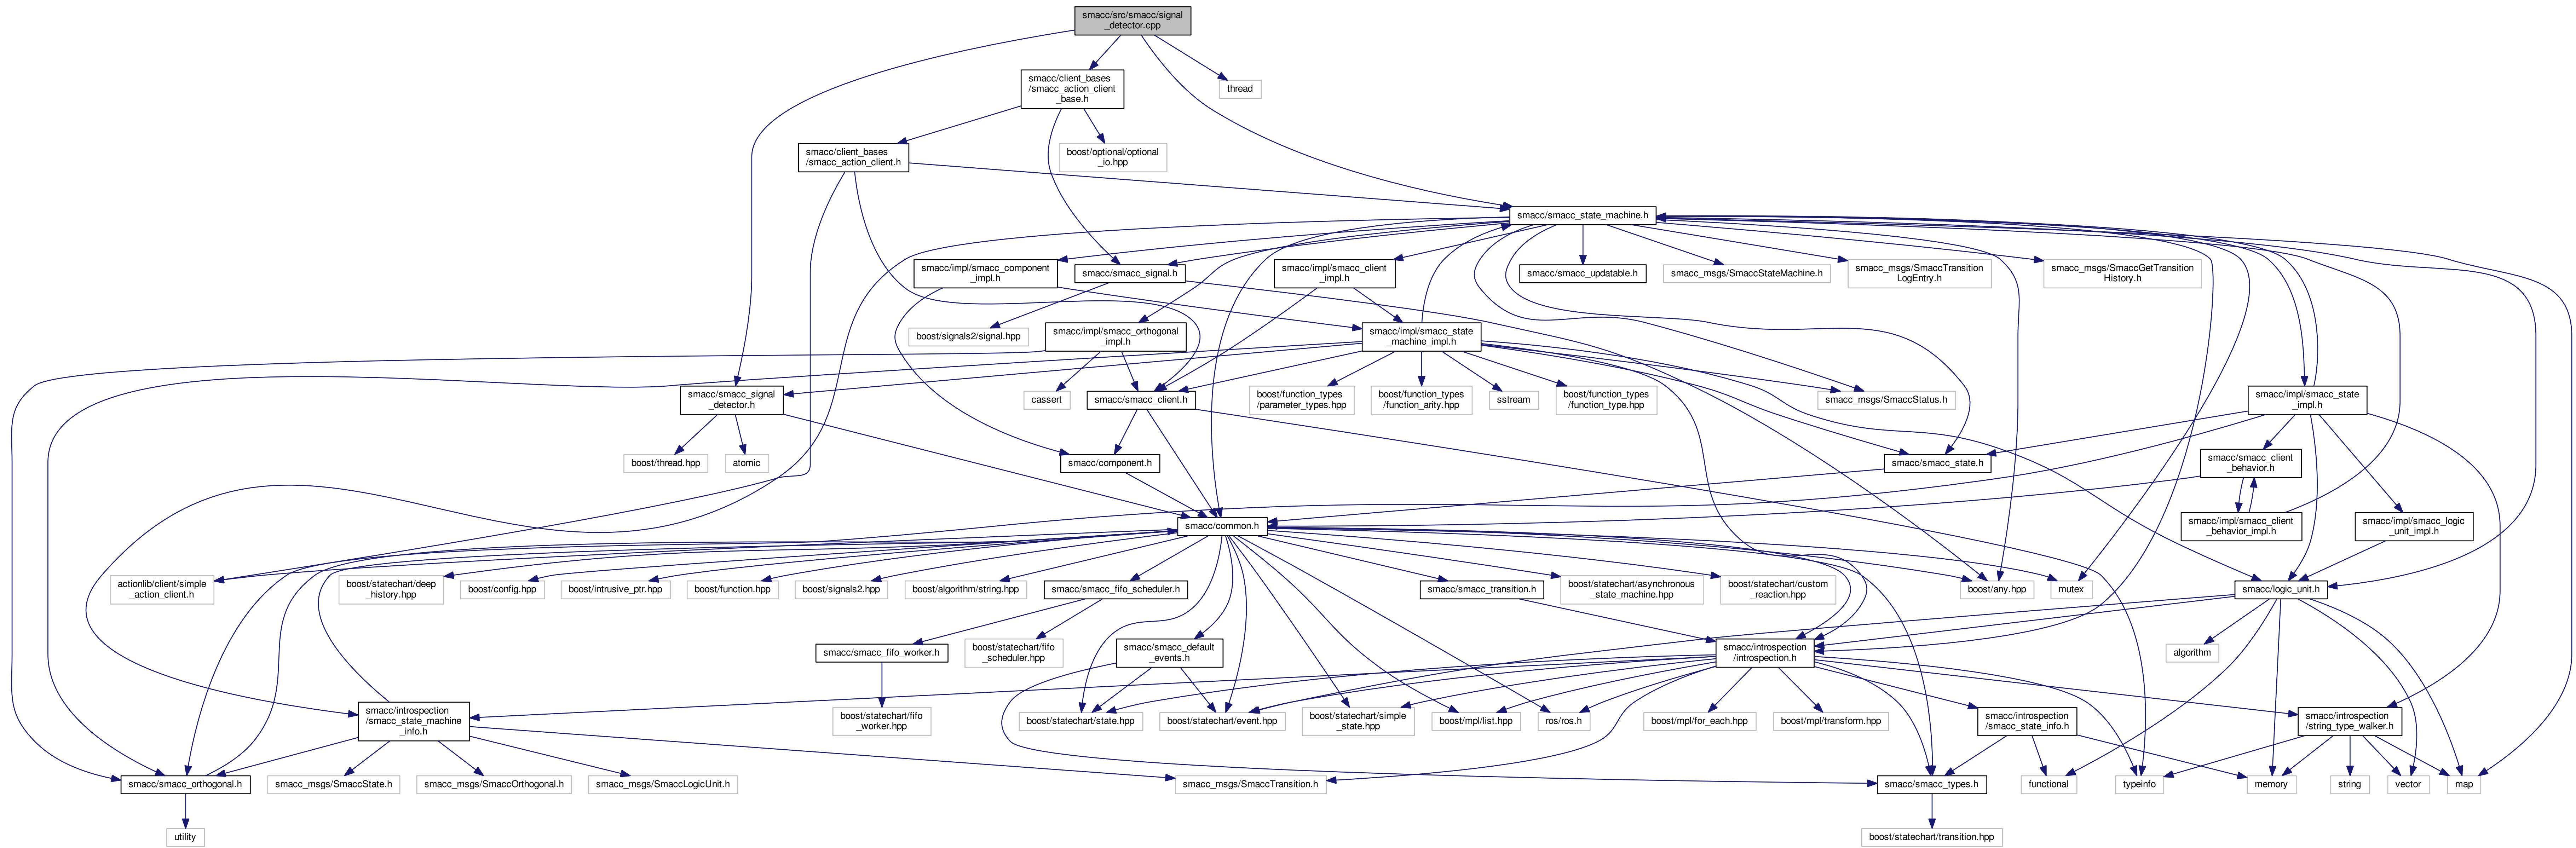 smacc/src/smacc/signal
_detector.cpp
smacc/client_bases
/smacc_action_client
_base.h
thread
smacc/client_bases
/smacc_action_client.h
boost/optional/optional
_io.hpp
smacc/smacc_state_machine.h
smacc/impl/smacc_component
_impl.h
smacc/smacc_signal.h
smacc/impl/smacc_client
_impl.h
smacc/smacc_updatable.h
smacc_msgs/SmaccStateMachine.h
smacc_msgs/SmaccTransition
LogEntry.h
smacc_msgs/SmaccGetTransition
History.h
boost/signals2/signal.hpp
smacc/impl/smacc_orthogonal
_impl.h
smacc/impl/smacc_state
_machine_impl.h
smacc/smacc_signal
_detector.h
cassert
smacc/smacc_client.h
boost/function_types
/parameter_types.hpp
boost/function_types
/function_arity.hpp
sstream
boost/function_types
/function_type.hpp
smacc_msgs/SmaccStatus.h
smacc/impl/smacc_state
_impl.h
boost/thread.hpp
atomic
smacc/component.h
smacc/smacc_state.h
smacc/smacc_client
_behavior.h
smacc/common.h
smacc/impl/smacc_client
_behavior_impl.h
smacc/impl/smacc_logic
_unit_impl.h
actionlib/client/simple
_action_client.h
boost/statechart/deep
_history.hpp
boost/config.hpp
boost/intrusive_ptr.hpp
boost/function.hpp
boost/signals2.hpp
boost/algorithm/string.hpp
smacc/smacc_fifo_scheduler.h
smacc/smacc_transition.h
boost/statechart/asynchronous
_state_machine.hpp
boost/statechart/custom
_reaction.hpp
boost/any.hpp
mutex
smacc/logic_unit.h
smacc/smacc_fifo_worker.h
boost/statechart/fifo
_scheduler.hpp
smacc/smacc_default
_events.h
smacc/introspection
/introspection.h
algorithm
smacc/introspection
/smacc_state_machine
_info.h
boost/statechart/fifo
_worker.hpp
boost/statechart/state.hpp
boost/statechart/event.hpp
boost/statechart/simple
_state.hpp
boost/mpl/list.hpp
ros/ros.h
boost/mpl/for_each.hpp
boost/mpl/transform.hpp
smacc/introspection
/smacc_state_info.h
smacc/introspection
/string_type_walker.h
smacc/smacc_orthogonal.h
smacc_msgs/SmaccState.h
smacc_msgs/SmaccOrthogonal.h
smacc_msgs/SmaccLogicUnit.h
smacc_msgs/SmaccTransition.h
smacc/smacc_types.h
functional
typeinfo
memory
string
vector
map
utility
boost/statechart/transition.hpp